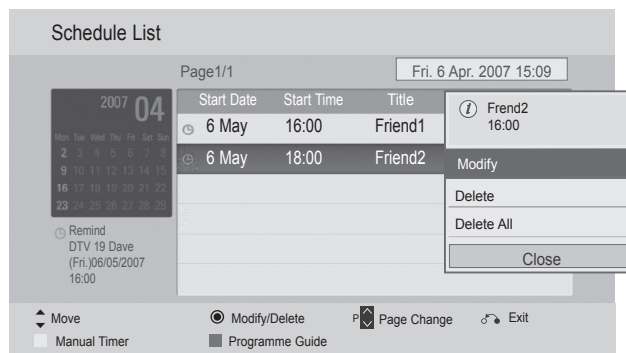 Schedule List
Page1/1
Fri. 6 Apr. 2007 15:09
2007 04
Mon Tue Wed Thu Fri Sat Sun
2 3 4 5 6 7 8
9 10 11 12 13 14 15
16 17 18 19 20 21 22
23 24 25 26 27 28 29
Remind
DTV 19 Dave
(Fri.)06/05/2007
16:00
Start Date Start Time Title
6 May 16:00 Friend1
6 May 18:00 Friend2
i Frend2
16:00
Modify
Delete
Delete All
Close
Move Modify/Delete P Page Change Exit
Manual Timer Programme Guide